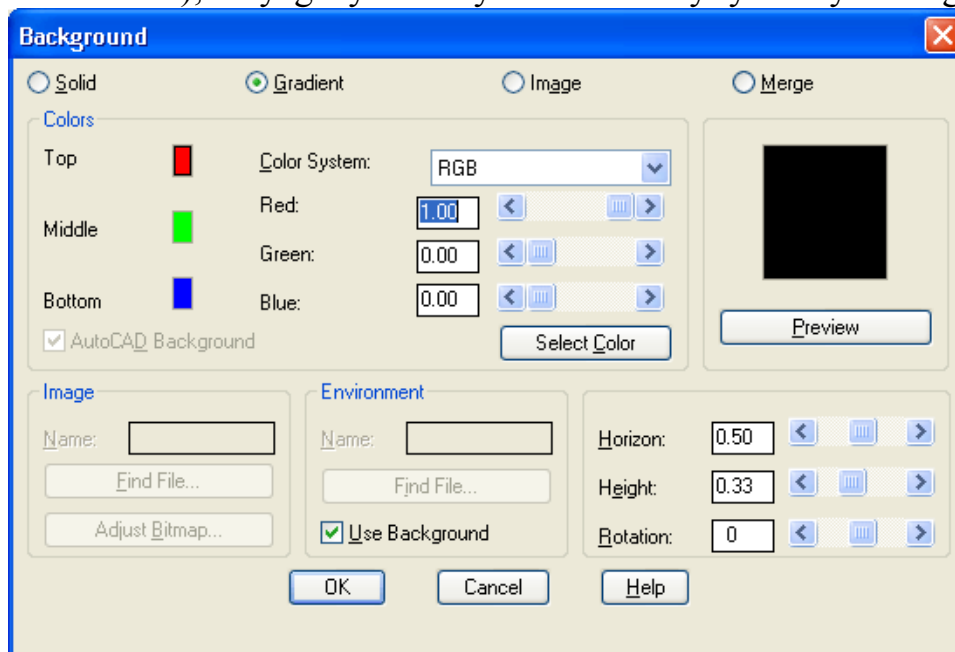 Background
Solid Gradient Image Merge
Colors
Top Color System: RGB
Red: 1.00
Middle
Green: 0.00
Bottom Blue: 0.00
AutoCAD Background Select Color Preview
Image Environment
Name: Name: Horizon: 0.50
Find File... Find File... Height: 0.33
Adjust Bitmap... Use Background Rotation: 0
OK Cancel Help